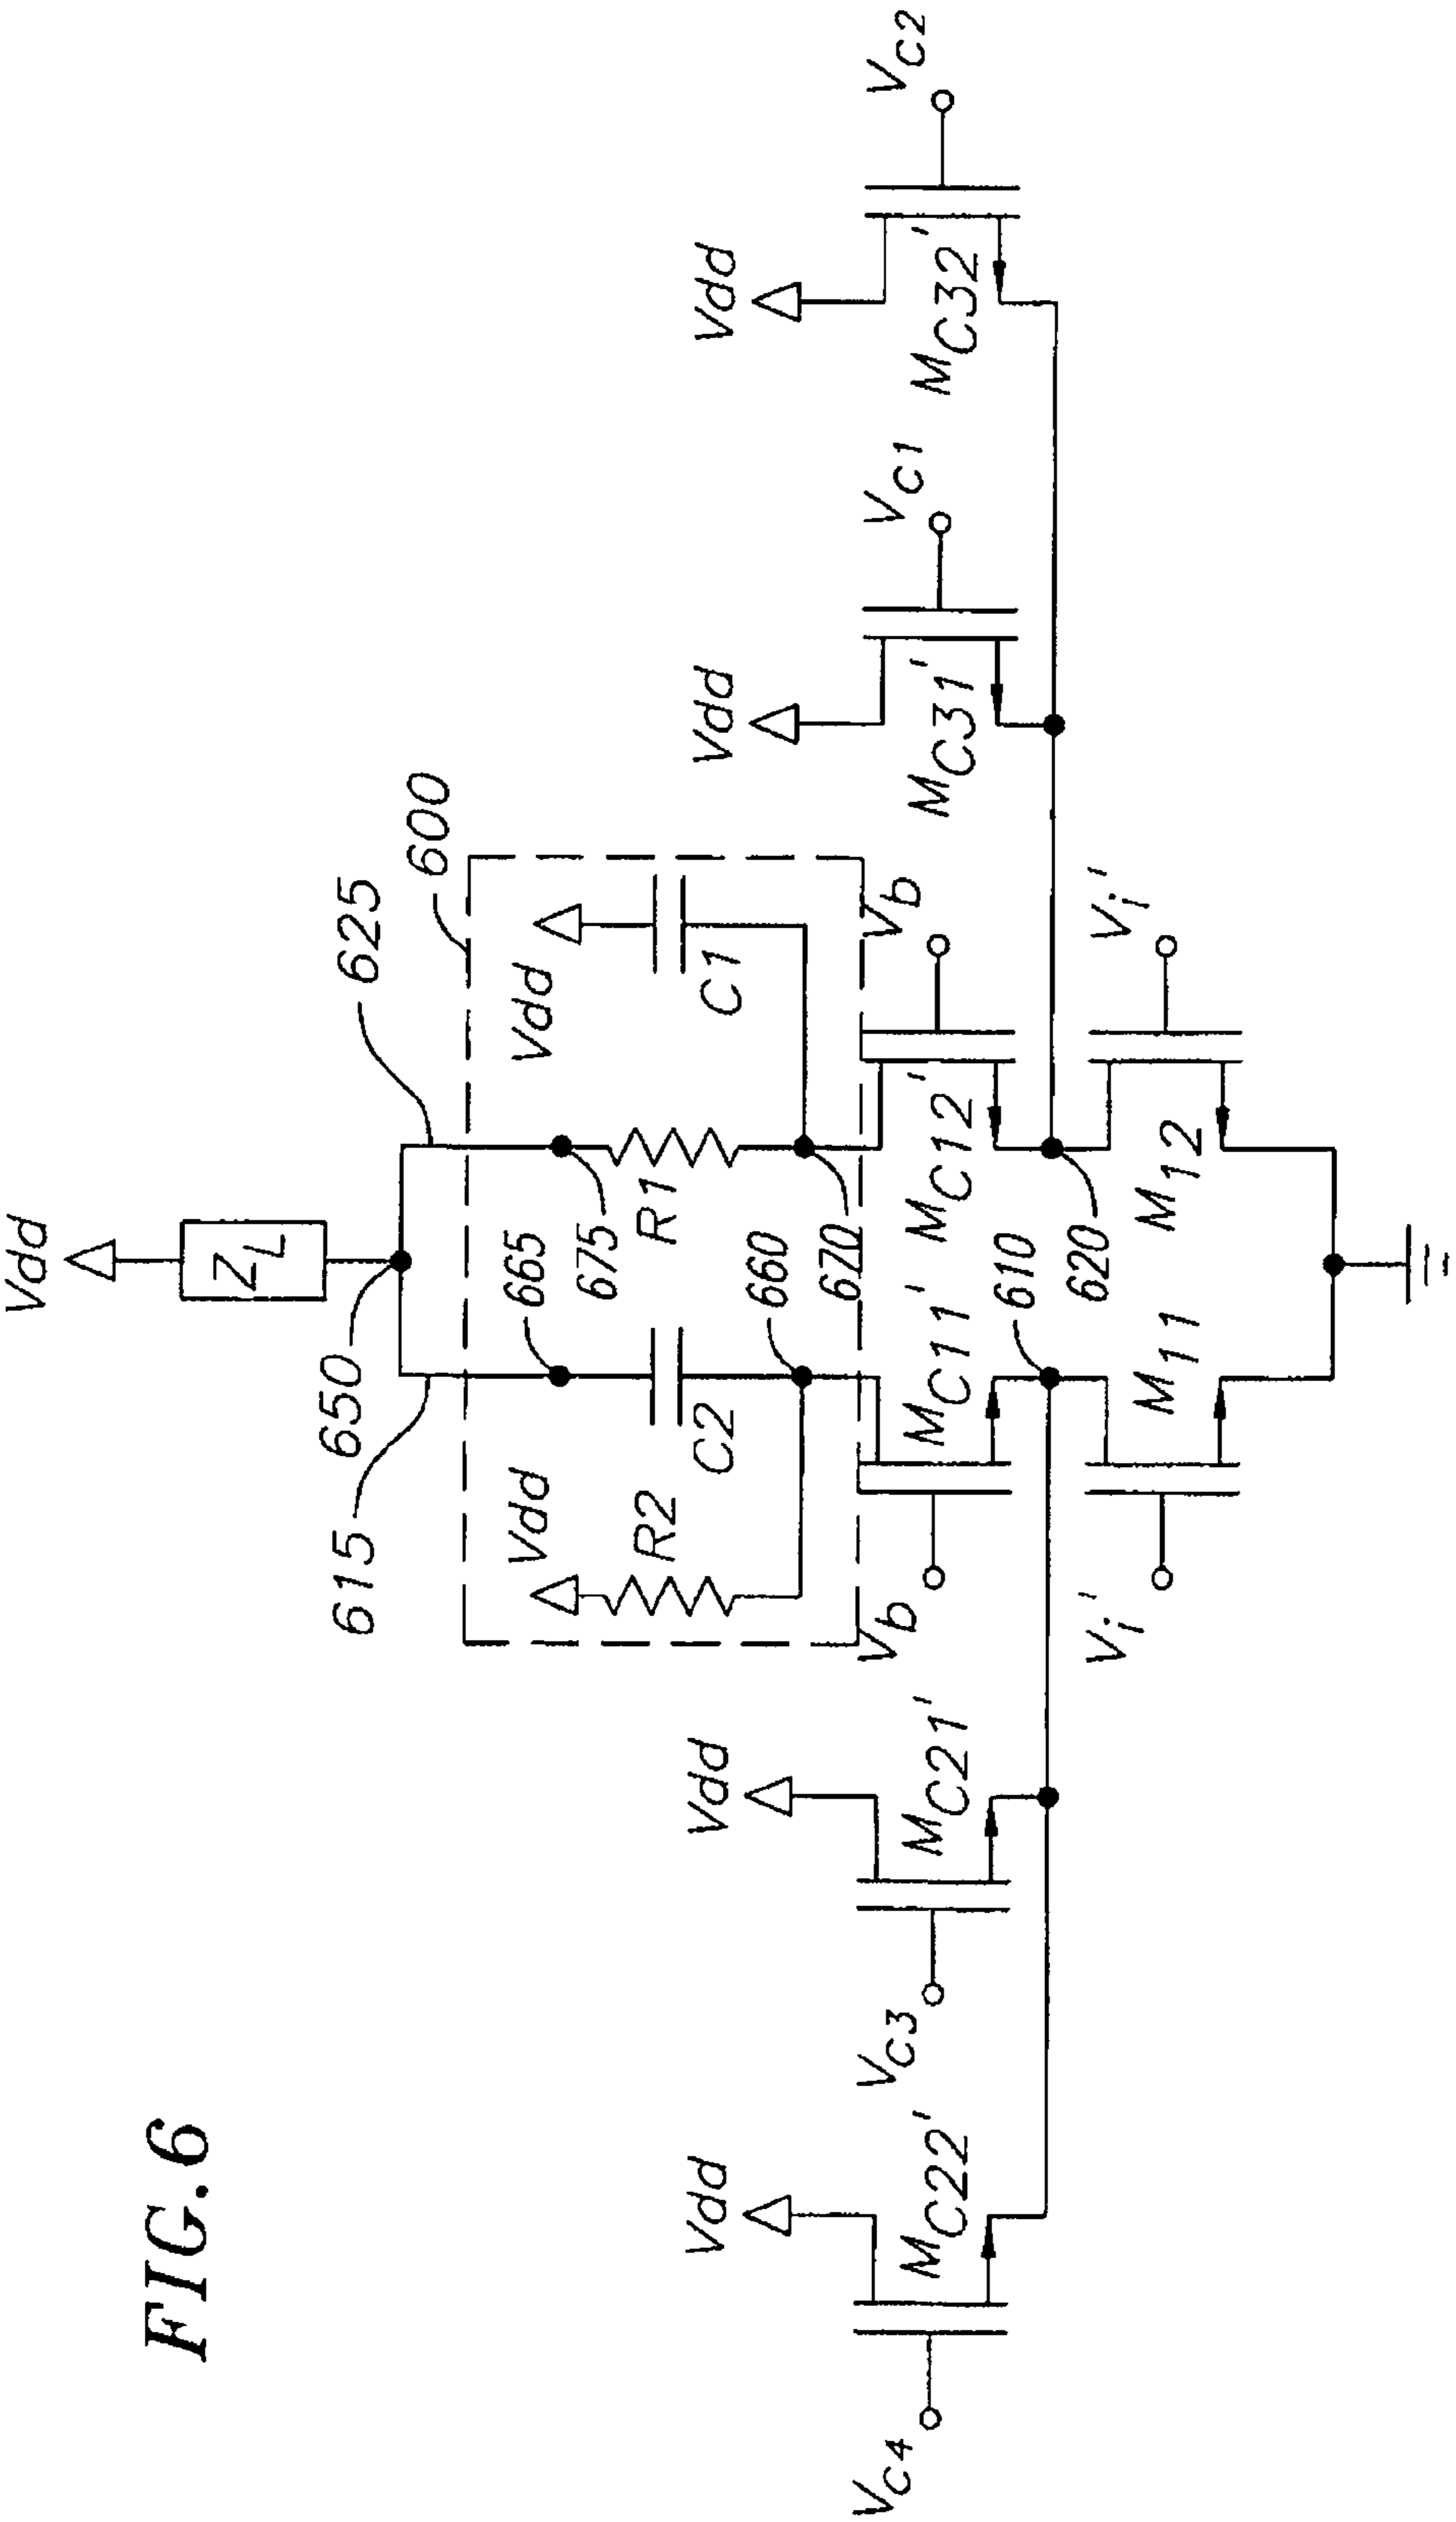 FIG. 6
Vdd
ZL
650
615
625
600
Vdd
R2
665
C2
675
R1
Vdd
C1
660
670
Vdd
MC22'
VC4
Vdd
MC21'
VC3
Vb
MC11'
MC12'
Vb
Vdd
MC31'
VC1
Vdd
MC32'
VC2
610
620
Vi'
M11
M12
Vi'